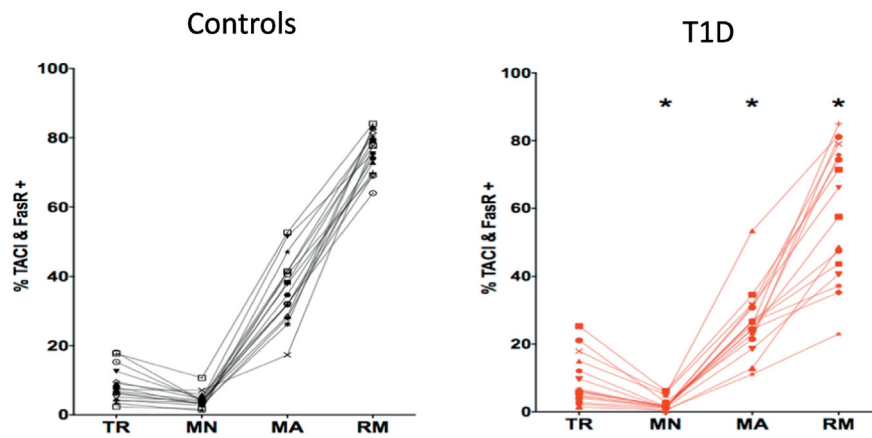 Controls
T1D
% TACI & FasR +
100
80
60
40
20
0
TR MN MA RM
% TACI & FasR +
100
80
60
40
20
0
* * *
TR MN MA RM